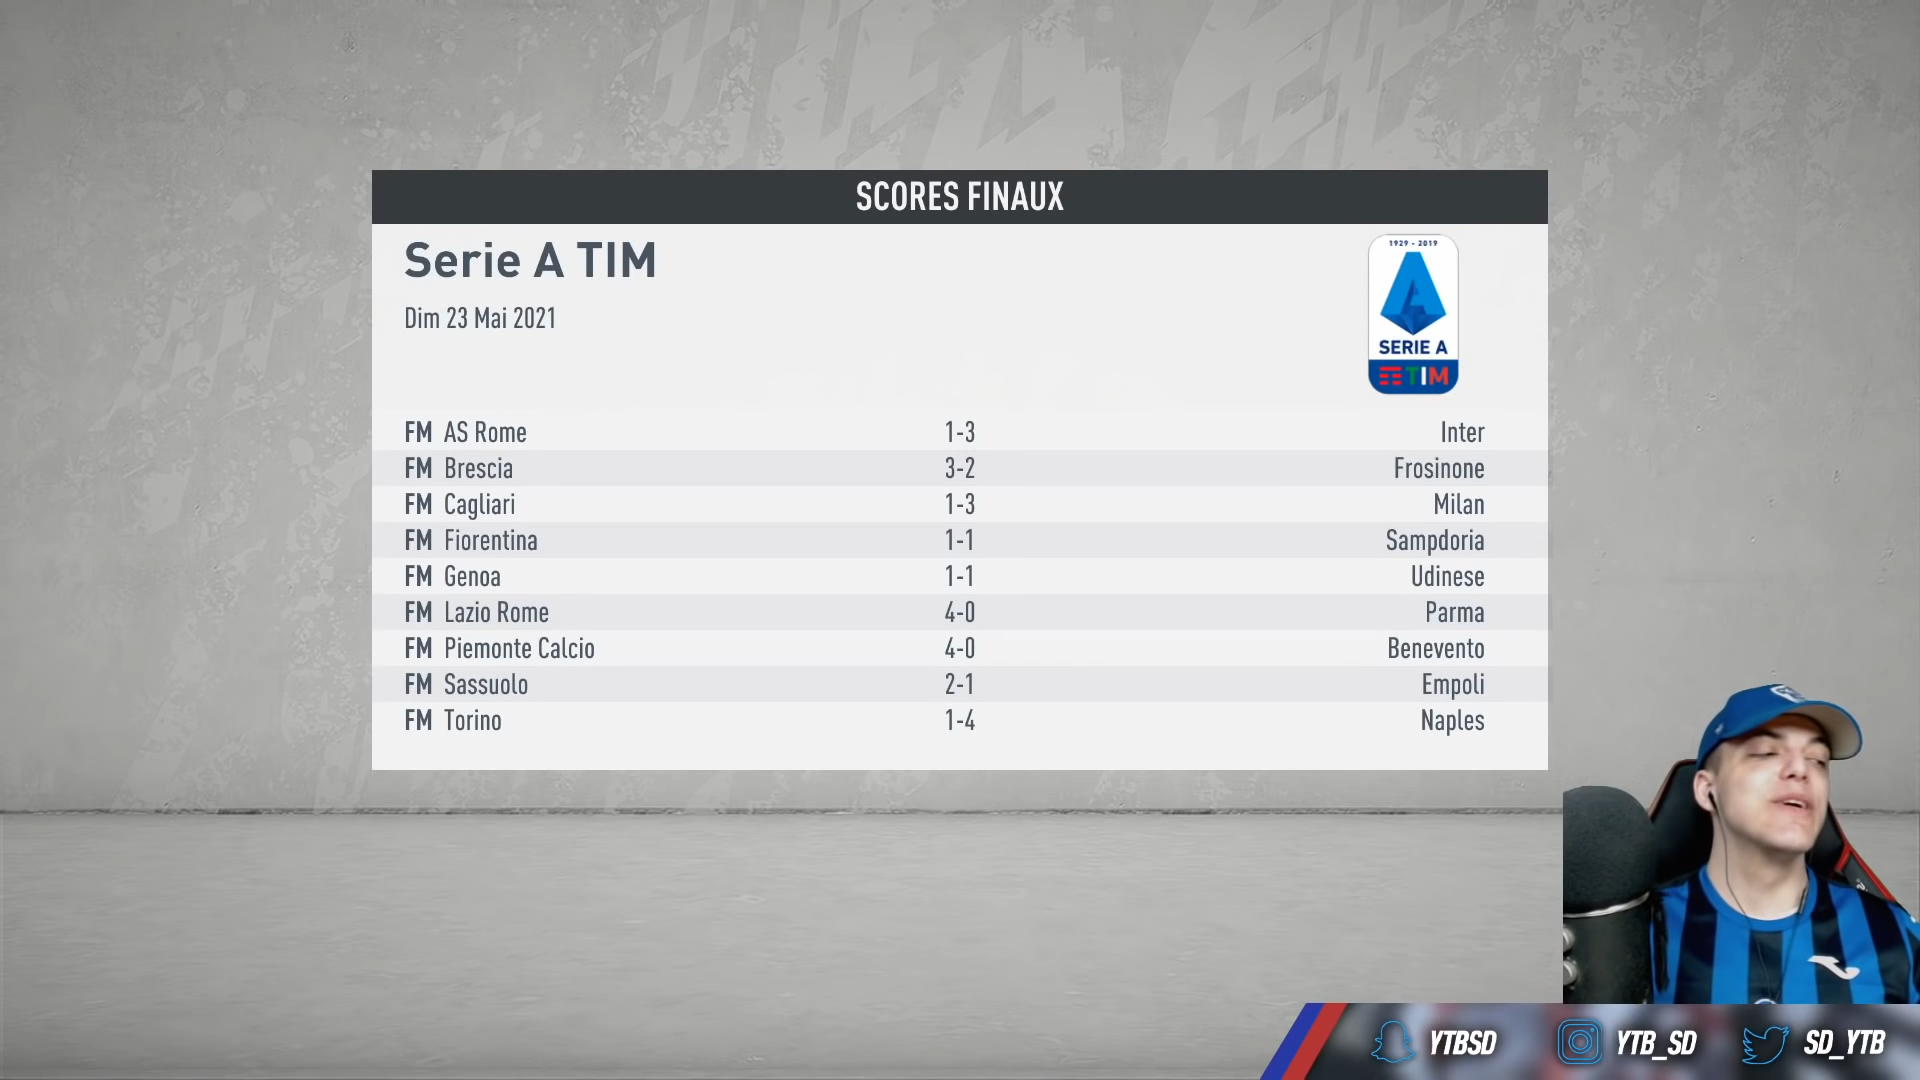 SCORES FINAUX
Serie A TIM
Dim 23 Mai 2021
1929 - 2019
SERIE A
TIM
FM AS Rome 1-3 Inter
FM Brescia 3-2 Frosinone
FM Cagliari 1-3 Milan
FM Fiorentina 1-1 Sampdoria
FM Genoa 1-1 Udinese
FM Lazio Rome 4-0 Parma
FM Piemonte Calcio 4-0 Benevento
FM Sassuolo 2-1 Empoli
FM Torino 1-4 Naples
YTBSD YTB_SD SD_YTB